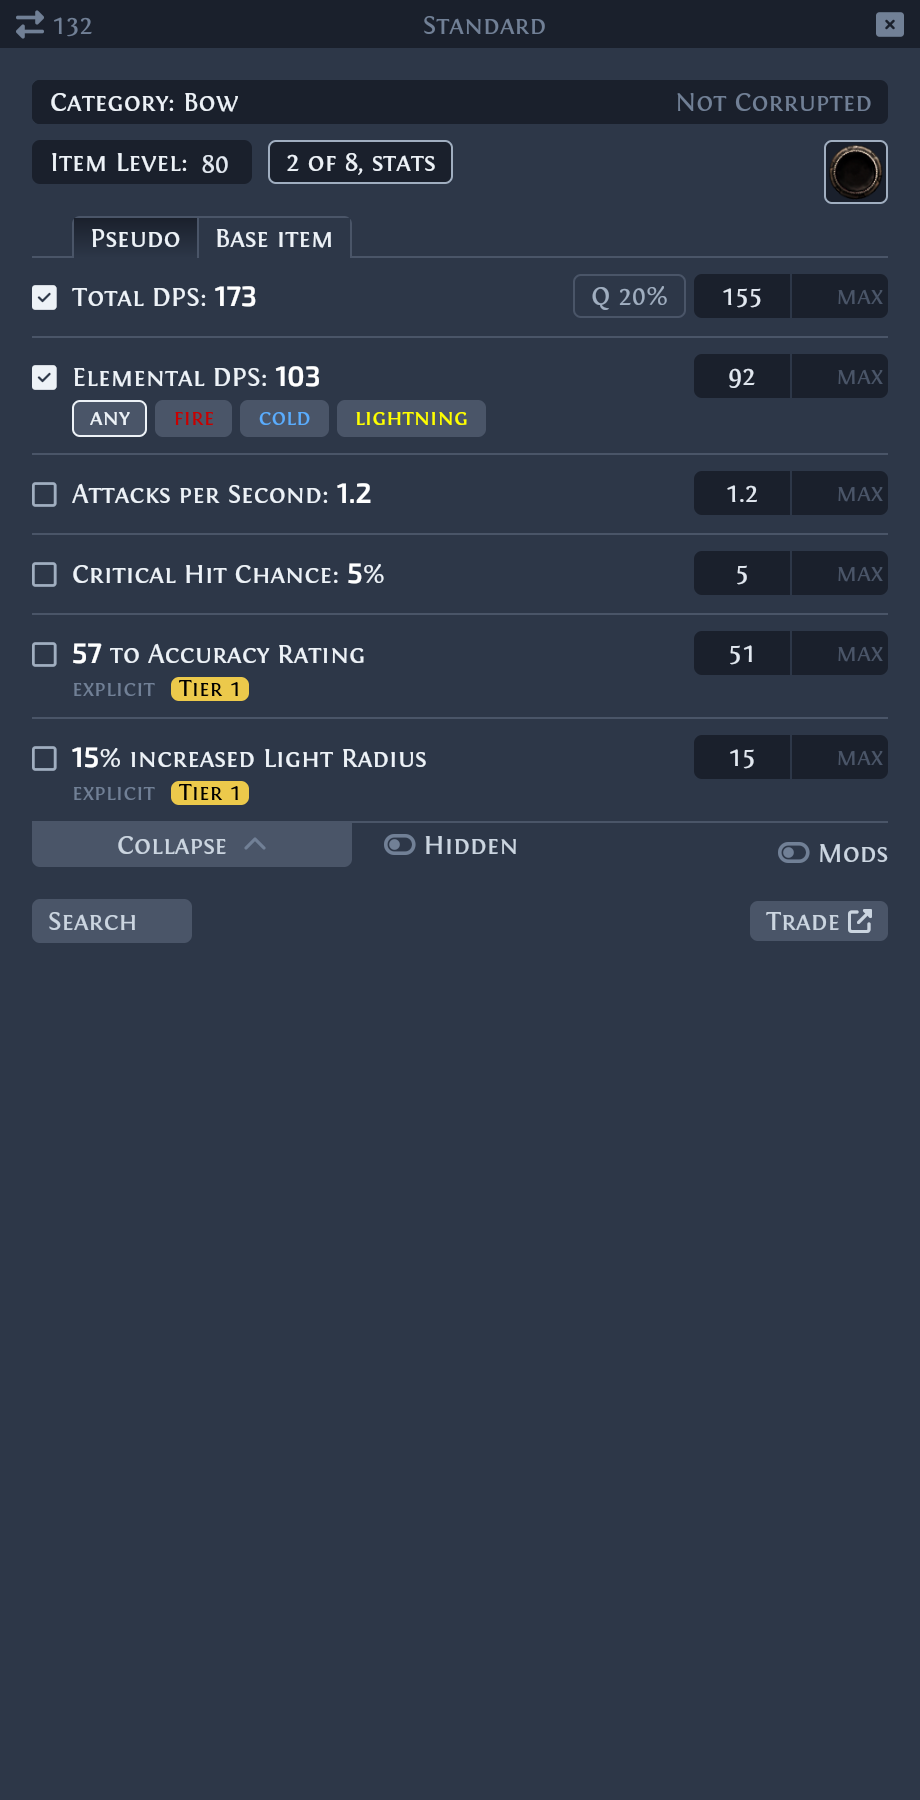 132 Standard
Category: Bow Not Corrupted
Item Level: 80 2 of 8, stats
Pseudo Base item
Total DPS: 173 Q 20% 155 max
Elemental DPS: 103 92 max
any fire cold lightning
Attacks per Second: 1.2 1.2 max
Critical Hit Chance: 5% 5 max
57 to Accuracy Rating 51 max
explicit Tier 1
15% increased Light Radius 15 max
explicit Tier 1
Collapse Hidden Mods
Search Trade